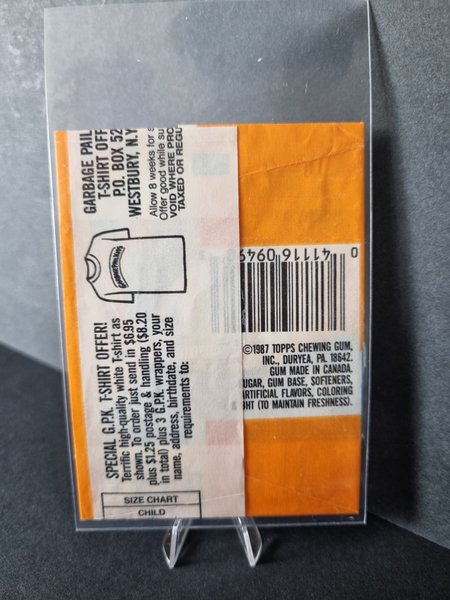 GARBAGE PAIL
T-SHIRT OFF
P.O. BOX 52
WESTBURY, N.Y
Allow 8 weeks for s
Offer good while su
VOID WHERE PRO
TAXED OR REGU
SPECIAL G.P.K. T-SHIRT OFFER!
Terrific high-quality white T-shirt as
shown. To order just send in $6.95
plus $1.25 postage & handling ($8.20
in total) plus 3 G.P.K. wrappers, your
name, address, birthdate, and size
requirements to:
SIZE CHART
CHILD
0 41116 0949
©1987 TOPPS CHEWING GUM,
INC., DURYEA, PA. 18642.
GUM MADE IN CANADA.
UGAR, GUM BASE, SOFTENERS,
RTIFICIAL FLAVORS, COLORING
HT (TO MAINTAIN FRESHNESS).